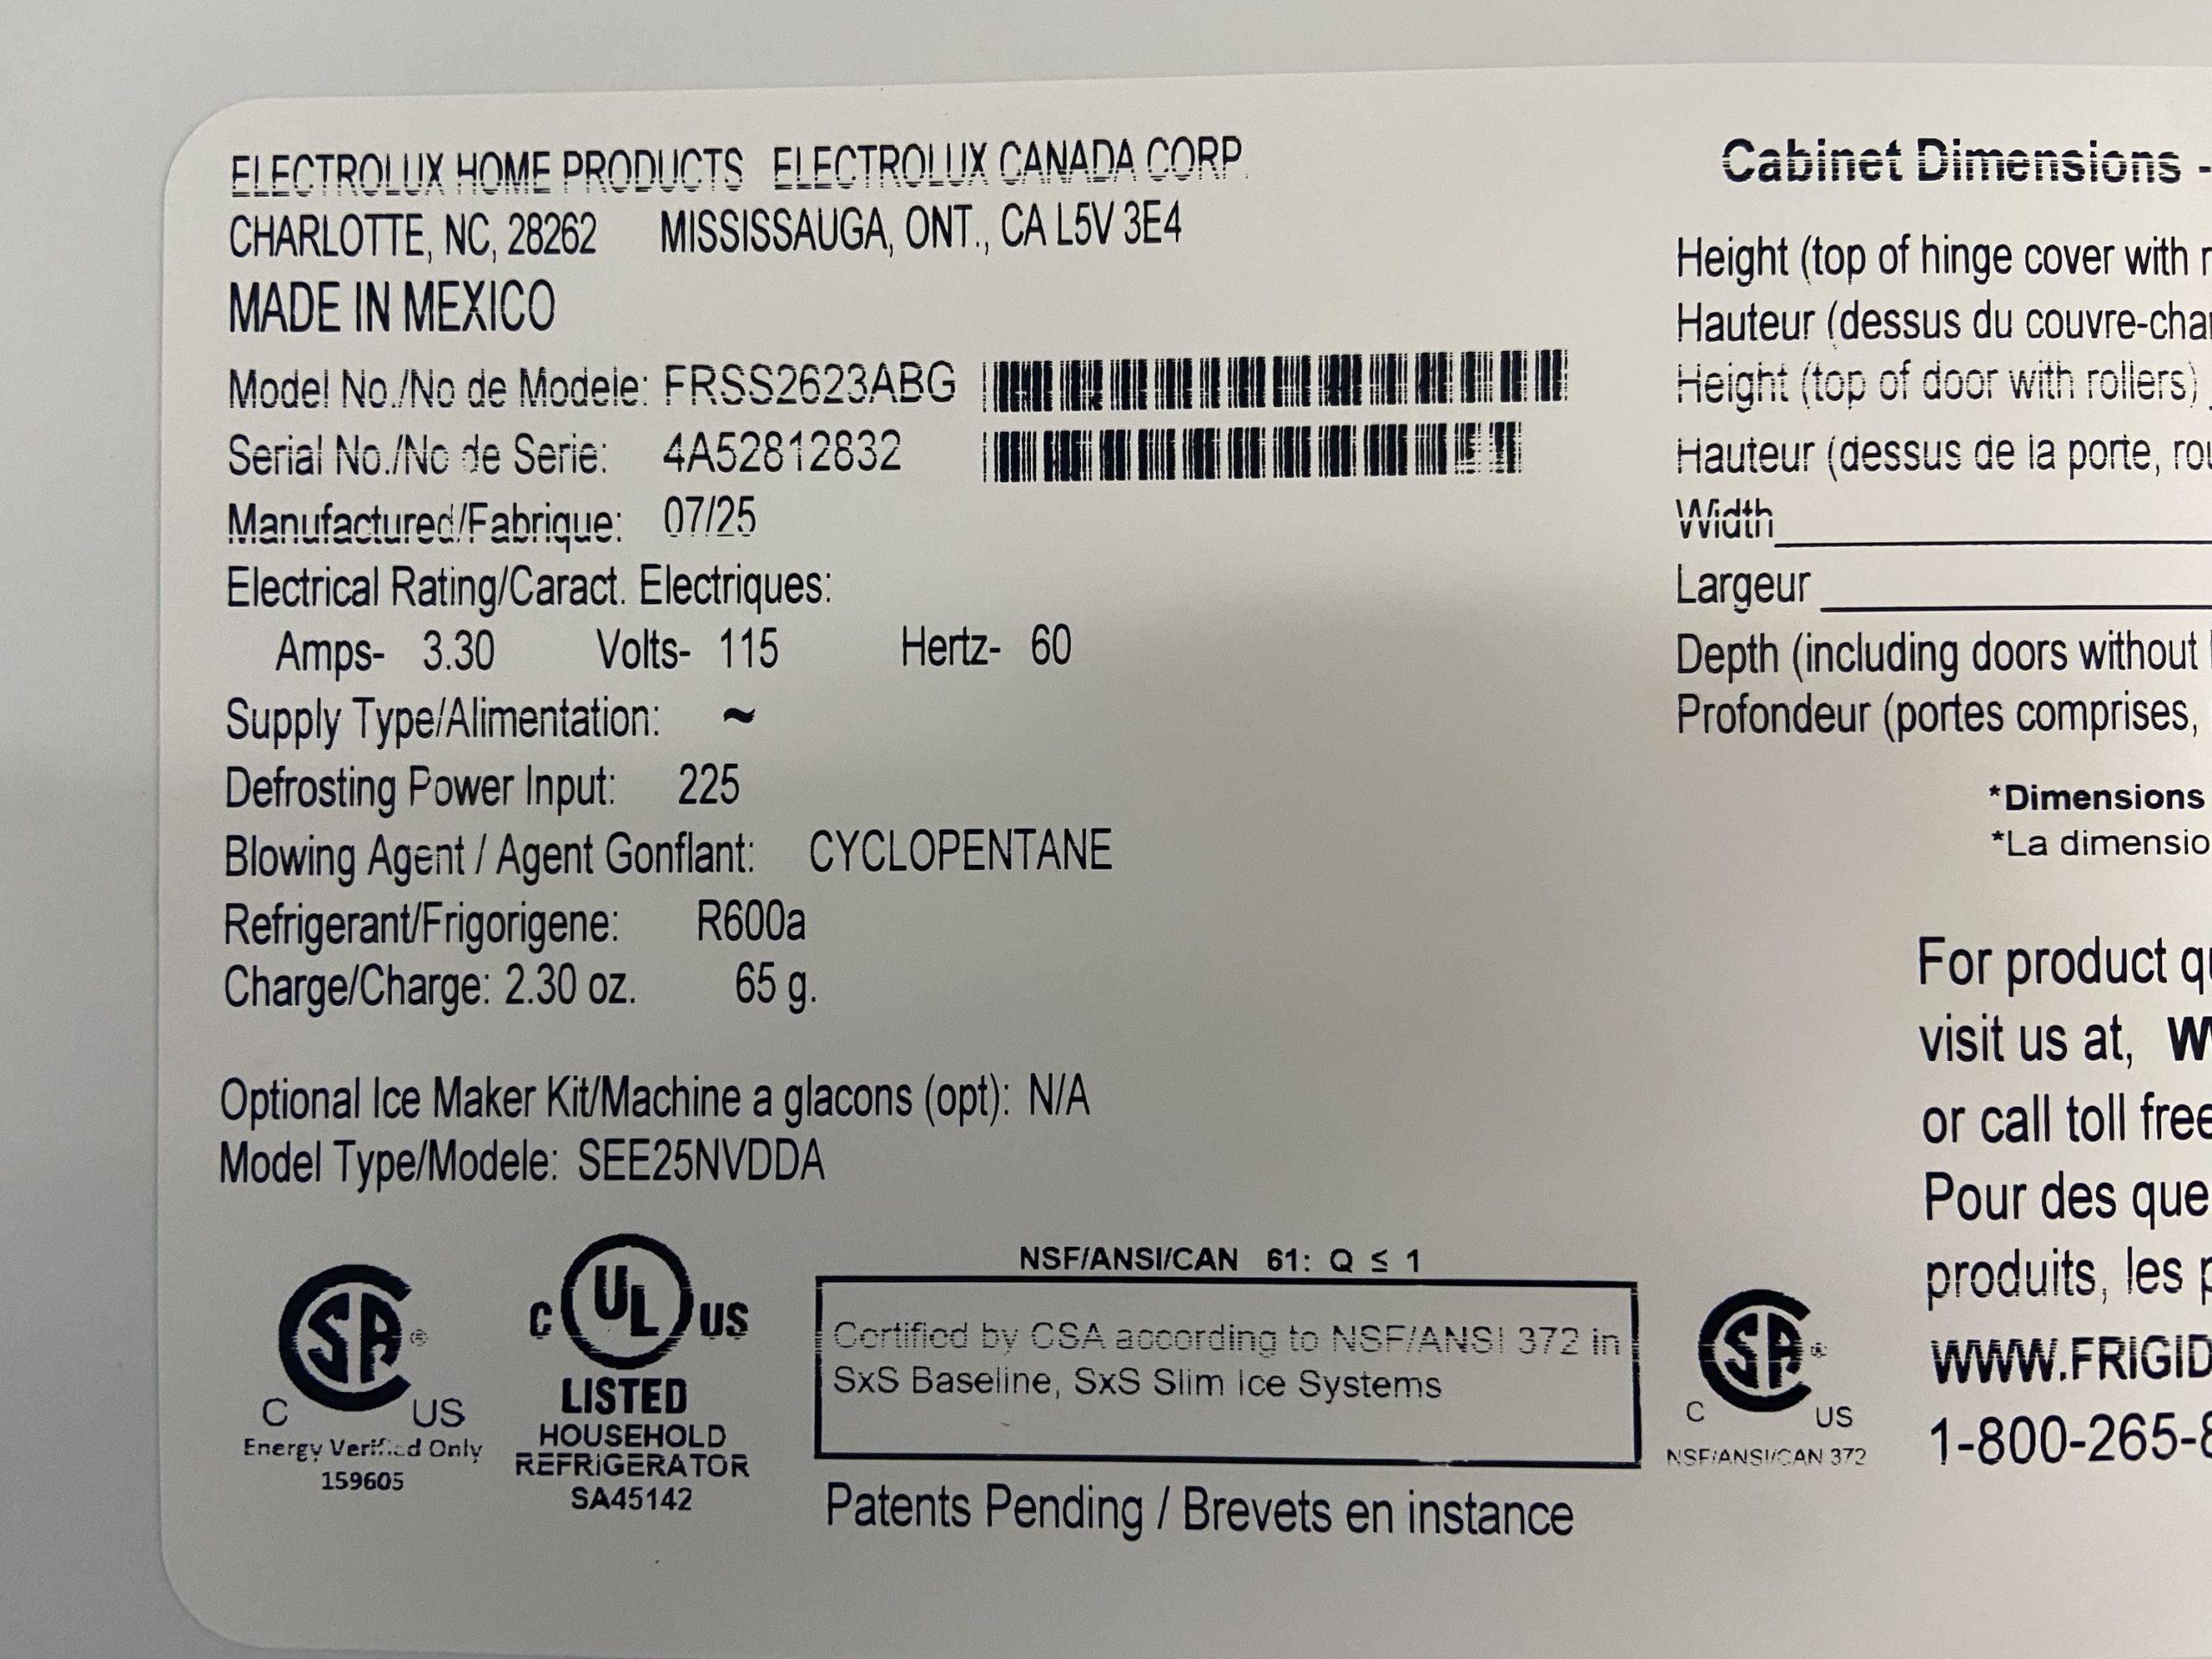 ELECTROLUX HOME PRODUCTS ELECTROLUX CANADA CORP.
CHARLOTTE, NC, 28262 MISSISSAUGA, ONT., CA L5V 3E4
MADE IN MEXICO
Model No./No de Modele: FRSS2623ABG
Serial No./No de Serie: 4A52812832
Manufactured/Fabrique: 07/25
Electrical Rating/Caract. Electriques:
Amps- 3.30 Volts- 115 Hertz- 60
Supply Type/Alimentation: ~
Defrosting Power Input: 225
Blowing Agent / Agent Gonflant: CYCLOPENTANE
Refrigerant/Frigorigene: R600a
Charge/Charge: 2.30 oz. 65 g.
Optional Ice Maker Kit/Machine a glacons (opt): N/A
Model Type/Modele: SEE25NVDDA
CSA®
C US
Energy Verified Only
159605
C UL US
LISTED
HOUSEHOLD
REFRIGERATOR
SA45142
NSF/ANSI/CAN 61: Q ≤ 1
Certified by CSA according to NSF/ANSI 372 in
SxS Baseline, SxS Slim Ice Systems
Patents Pending / Brevets en instance
CSA®
C US
NSF/ANSI/CAN 372
Cabinet Dimensions -
Height (top of hinge cover with
Hauteur (dessus du
Height (top of door with rollers)
Hauteur (dessus de la porte,
Width
Largeur
Depth (including doors without
Profondeur (portes comprises,
*Dimensions
*La
For product
visit us at,
or call toll free
Pour des
produits, les
WWW.FRIGID
1-800-265-8